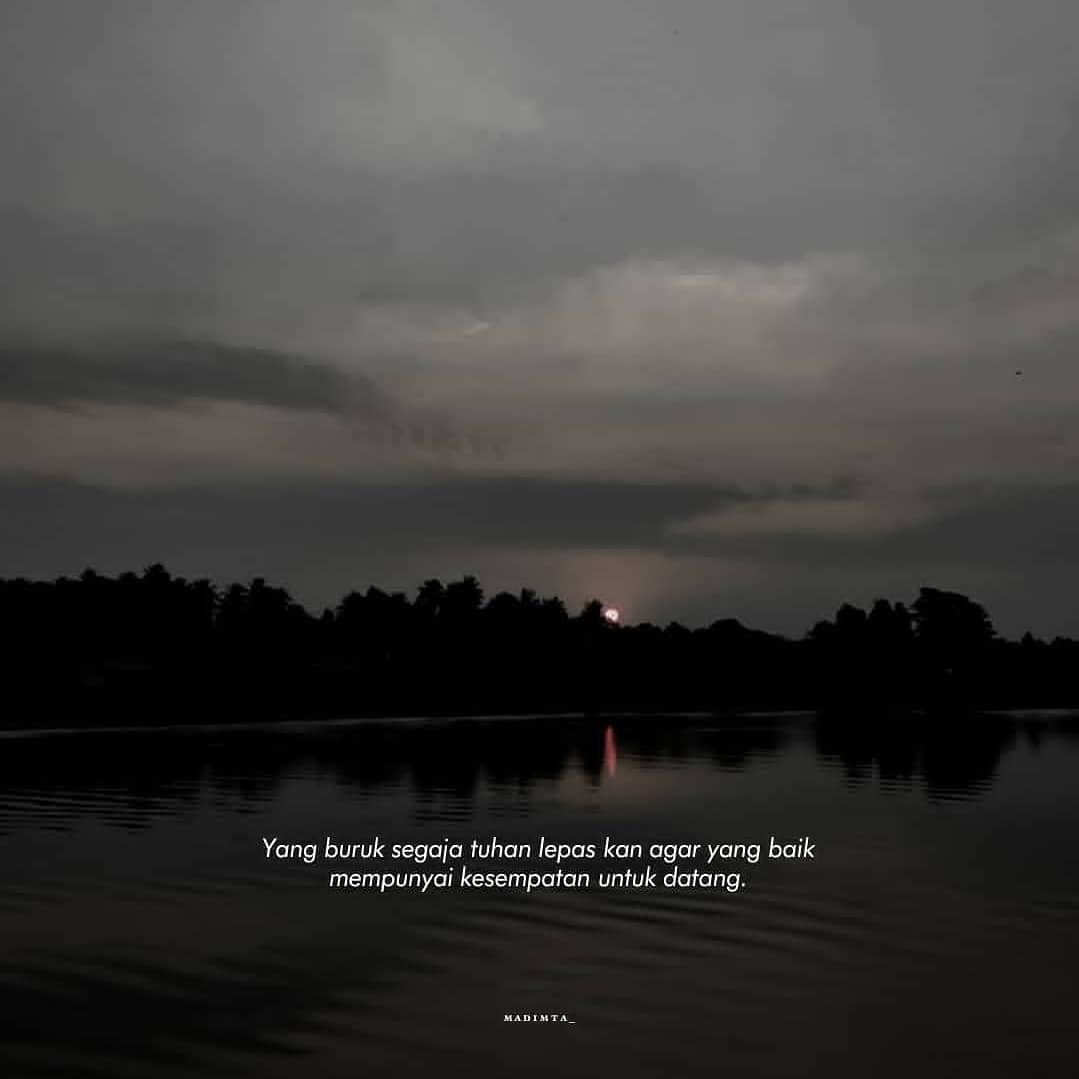 Yang buruk segaja tuhan lepas kan agar yang baik
mempunyai kesempatan untuk datang.
MADIMTA_